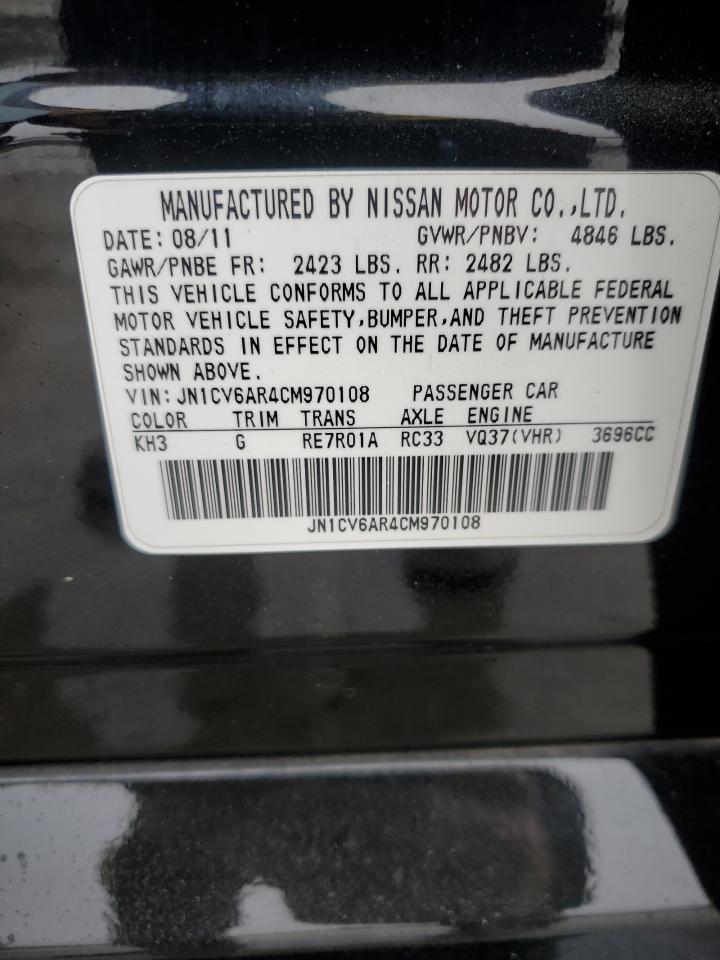 MANUFACTURED BY NISSAN MOTOR CO.,LTD.
DATE: 08/11 GVWR/PNBV: 4846 LBS.
GAWR/PNBE FR: 2423 LBS. RR: 2482 LBS.
THIS VEHICLE CONFORMS TO ALL APPLICABLE FEDERAL
MOTOR VEHICLE SAFETY,BUMPER,AND THEFT PREVENTION
STANDARDS IN EFFECT ON THE DATE OF MANUFACTURE
SHOWN ABOVE.
VIN: JN1CV6AR4CM970108 PASSENGER CAR
COLOR TRIM TRANS AXLE ENGINE
KH3 G RE7R01A RC33 VQ37(VHR) 3696CC
JN1CV6AR4CM970108